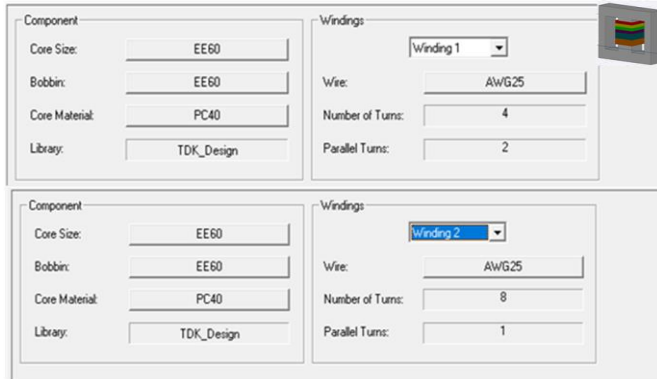 Component
Windings
Winding 1
Core Size: EE60
Bobbin: EE60
Wire: AWG25
Core Material: PC40
Number of Turns: 4
Library: TDK_Design
Parallel Turns: 2
Component
Windings
Winding 2
Core Size: EE60
Bobbin: EE60
Wire: AWG25
Core Material: PC40
Number of Turns: 8
Library: TDK_Design
Parallel Turns: 1